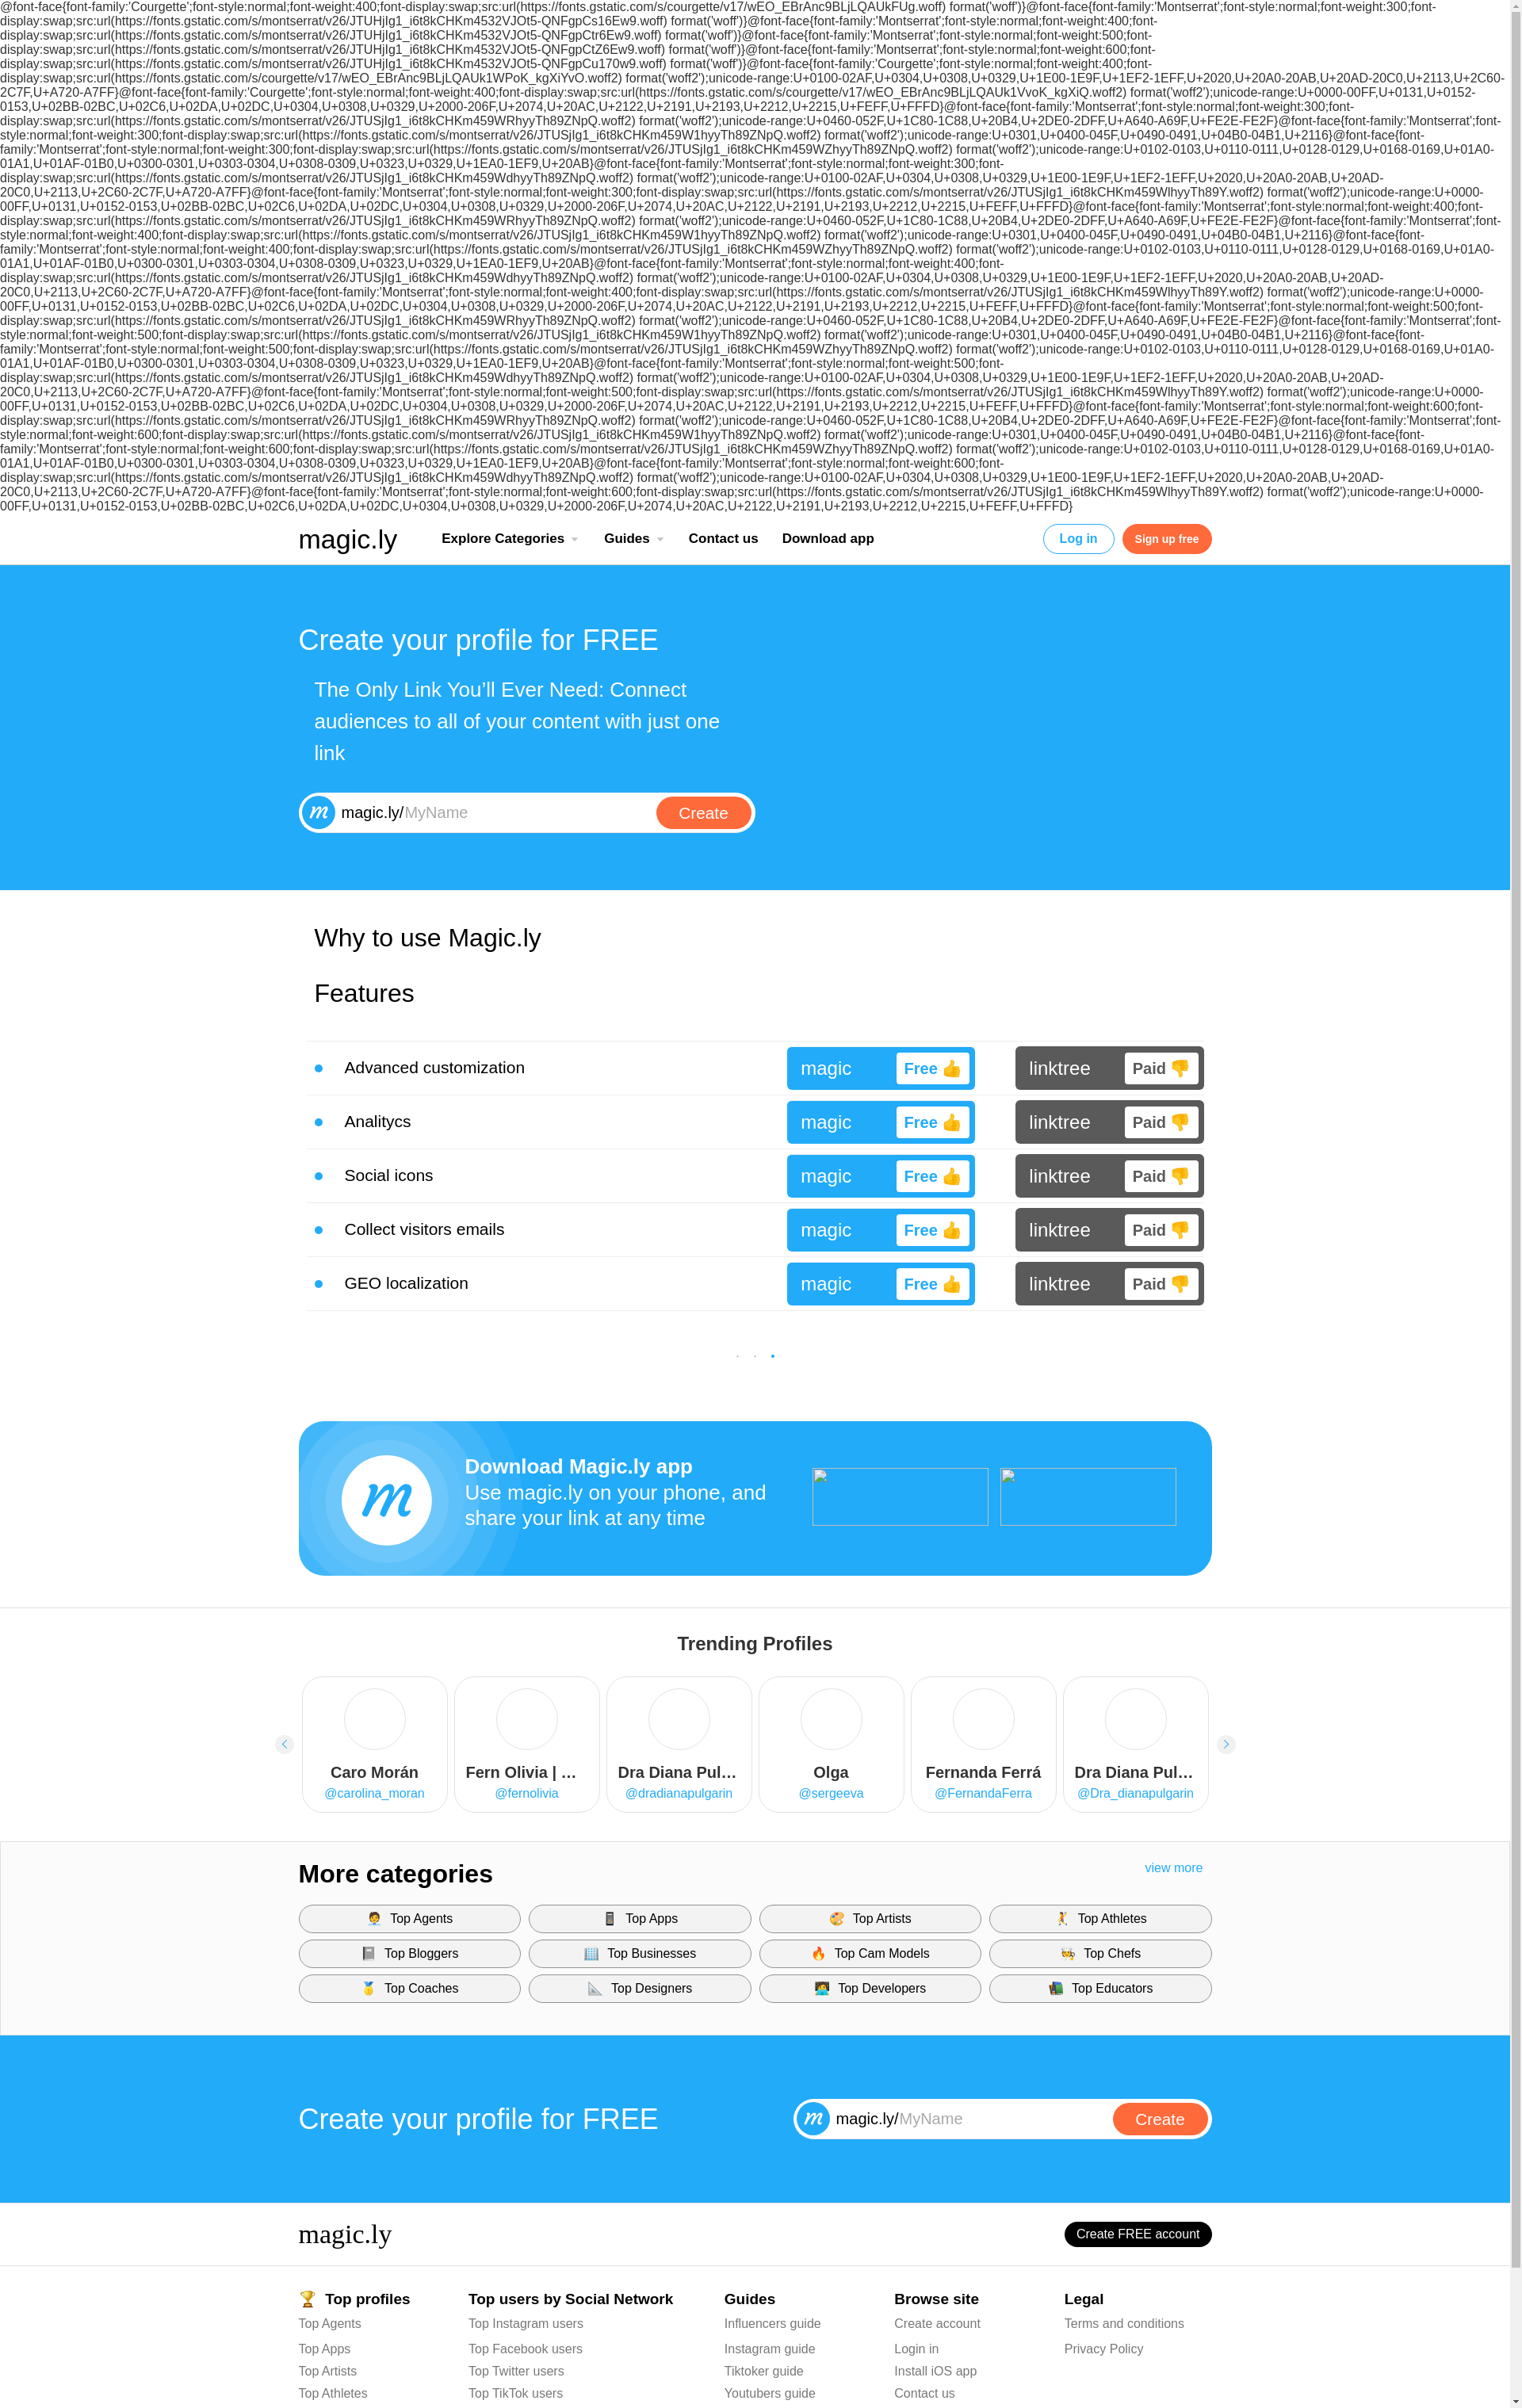 @font-face{font-family:'Courgette';font-style:normal;font-weight:400;font-display:swap;src:url(https://fonts.gstatic.com/s/courgette/v17/wEO_EBrAnc9BLjLQAUkFUg.woff) format('woff')}@font-face{font-family:'Montserrat';font-style:normal;font-weight:300;font-
display:swap;src:url(https://fonts.gstatic.com/s/montserrat/v26/JTUHjIg1_i6t8kCHKm4532VJOt5-QNFgpCs16Ew9.woff) format('woff')}@font-face{font-family:'Montserrat';font-style:normal;font-weight:400;font-
display:swap;src:url(https://fonts.gstatic.com/s/montserrat/v26/JTUHjIg1_i6t8kCHKm4532VJOt5-QNFgpCtr6Ew9.woff) format('woff')}@font-face{font-family:'Montserrat';font-style:normal;font-weight:500;font-
display:swap;src:url(https://fonts.gstatic.com/s/montserrat/v26/JTUHjIg1_i6t8kCHKm4532VJOt5-QNFgpCtZ6Ew9.woff) format('woff')}@font-face{font-family:'Montserrat';font-style:normal;font-weight:600;font-
display:swap;src:url(https://fonts.gstatic.com/s/montserrat/v26/JTUHjIg1_i6t8kCHKm4532VJOt5-QNFgpCu170w9.woff) format('woff')}@font-face{font-family:'Courgette';font-style:normal;font-weight:400;font-
display:swap;src:url(https://fonts.gstatic.com/s/courgette/v17/wEO_EBrAnc9BLjLQAUk1WPoK_kgXiYvO.woff2) format('woff2');unicode-range:U+0100-02AF,U+0304,U+0308,U+0329,U+1E00-1E9F,U+1EF2-1EFF,U+2020,U+20A0-20AB,U+20AD-20C0,U+2113,U+2C60-
2C7F,U+A720-A7FF}@font-face{font-family:'Courgette';font-style:normal;font-weight:400;font-display:swap;src:url(https://fonts.gstatic.com/s/courgette/v17/wEO_EBrAnc9BLjLQAUk1VvoK_kgXiQ.woff2) format('woff2');unicode-range:U+0000-00FF,U+0131,U+0152-
0153,U+02BB-02BC,U+02C6,U+02DA,U+02DC,U+0304,U+0308,U+0329,U+2000-206F,U+2074,U+20AC,U+2122,U+2191,U+2193,U+2212,U+2215,U+FEFF,U+FFFD}@font-face{font-family:'Montserrat';font-style:normal;font-weight:300;font-
display:swap;src:url(https://fonts.gstatic.com/s/montserrat/v26/JTUSjIg1_i6t8kCHKm459WRhyyTh89ZNpQ.woff2) format('woff2');unicode-range:U+0460-052F,U+1C80-1C88,U+20B4,U+2DE0-2DFF,U+A640-A69F,U+FE2E-FE2F}@font-face{font-family:'Montserrat';font-
style:normal;font-weight:300;font-display:swap;src:url(https://fonts.gstatic.com/s/montserrat/v26/JTUSjIg1_i6t8kCHKm459W1hyyTh89ZNpQ.woff2) format('woff2');unicode-range:U+0301,U+0400-045F,U+0490-0491,U+04B0-04B1,U+2116}@font-face{font-
family:'Montserrat';font-style:normal;font-weight:300;font-display:swap;src:url(https://fonts.gstatic.com/s/montserrat/v26/JTUSjIg1_i6t8kCHKm459WZhyyTh89ZNpQ.woff2) format('woff2');unicode-range:U+0102-0103,U+0110-0111,U+0128-0129,U+0168-0169,U+01A0-
01A1,U+01AF-01B0,U+0300-0301,U+0303-0304,U+0308-0309,U+0323,U+0329,U+1EA0-1EF9,U+20AB}@font-face{font-family:'Montserrat';font-style:normal;font-weight:300;font-
display:swap;src:url(https://fonts.gstatic.com/s/montserrat/v26/JTUSjIg1_i6t8kCHKm459WdhyyTh89ZNpQ.woff2) format('woff2');unicode-range:U+0100-02AF,U+0304,U+0308,U+0329,U+1E00-1E9F,U+1EF2-1EFF,U+2020,U+20A0-20AB,U+20AD-
20C0,U+2113,U+2C60-2C7F,U+A720-A7FF}@font-face{font-family:'Montserrat';font-style:normal;font-weight:300;font-display:swap;src:url(https://fonts.gstatic.com/s/montserrat/v26/JTUSjIg1_i6t8kCHKm459WlhyyTh89Y.woff2) format('woff2');unicode-range:U+0000-
00FF,U+0131,U+0152-0153,U+02BB-02BC,U+02C6,U+02DA,U+02DC,U+0304,U+0308,U+0329,U+2000-206F,U+2074,U+20AC,U+2122,U+2191,U+2193,U+2212,U+2215,U+FEFF,U+FFFD}@font-face{font-family:'Montserrat';font-style:normal;font-weight:400;font-
display:swap;src:url(https://fonts.gstatic.com/s/montserrat/v26/JTUSjIg1_i6t8kCHKm459WRhyyTh89ZNpQ.woff2) format('woff2');unicode-range:U+0460-052F,U+1C80-1C88,U+20B4,U+2DE0-2DFF,U+A640-A69F,U+FE2E-FE2F}@font-face{font-family:'Montserrat';font-
style:normal;font-weight:400;font-display:swap;src:url(https://fonts.gstatic.com/s/montserrat/v26/JTUSjIg1_i6t8kCHKm459W1hyyTh89ZNpQ.woff2) format('woff2');unicode-range:U+0301,U+0400-045F,U+0490-0491,U+04B0-04B1,U+2116}@font-face{font-
family:'Montserrat';font-style:normal;font-weight:400;font-display:swap;src:url(https://fonts.gstatic.com/s/montserrat/v26/JTUSjIg1_i6t8kCHKm459WZhyyTh89ZNpQ.woff2) format('woff2');unicode-range:U+0102-0103,U+0110-0111,U+0128-0129,U+0168-0169,U+01A0-
01A1,U+01AF-01B0,U+0300-0301,U+0303-0304,U+0308-0309,U+0323,U+0329,U+1EA0-1EF9,U+20AB}@font-face{font-family:'Montserrat';font-style:normal;font-weight:400;font-
display:swap;src:url(https://fonts.gstatic.com/s/montserrat/v26/JTUSjIg1_i6t8kCHKm459WdhyyTh89ZNpQ.woff2) format('woff2');unicode-range:U+0100-02AF,U+0304,U+0308,U+0329,U+1E00-1E9F,U+1EF2-1EFF,U+2020,U+20A0-20AB,U+20AD-
20C0,U+2113,U+2C60-2C7F,U+A720-A7FF}@font-face{font-family:'Montserrat';font-style:normal;font-weight:400;font-display:swap;src:url(https://fonts.gstatic.com/s/montserrat/v26/JTUSjIg1_i6t8kCHKm459WlhyyTh89Y.woff2) format('woff2');unicode-range:U+0000-
00FF,U+0131,U+0152-0153,U+02BB-02BC,U+02C6,U+02DA,U+02DC,U+0304,U+0308,U+0329,U+2000-206F,U+2074,U+20AC,U+2122,U+2191,U+2193,U+2212,U+2215,U+FEFF,U+FFFD}@font-face{font-family:'Montserrat';font-style:normal;font-weight:500;font-
display:swap;src:url(https://fonts.gstatic.com/s/montserrat/v26/JTUSjIg1_i6t8kCHKm459WRhyyTh89ZNpQ.woff2) format('woff2');unicode-range:U+0460-052F,U+1C80-1C88,U+20B4,U+2DE0-2DFF,U+A640-A69F,U+FE2E-FE2F}@font-face{font-family:'Montserrat';font-
style:normal;font-weight:500;font-display:swap;src:url(https://fonts.gstatic.com/s/montserrat/v26/JTUSjIg1_i6t8kCHKm459W1hyyTh89ZNpQ.woff2) format('woff2');unicode-range:U+0301,U+0400-045F,U+0490-0491,U+04B0-04B1,U+2116}@font-face{font-
family:'Montserrat';font-style:normal;font-weight:500;font-display:swap;src:url(https://fonts.gstatic.com/s/montserrat/v26/JTUSjIg1_i6t8kCHKm459WZhyyTh89ZNpQ.woff2) format('woff2');unicode-range:U+0102-0103,U+0110-0111,U+0128-0129,U+0168-0169,U+01A0-
01A1,U+01AF-01B0,U+0300-0301,U+0303-0304,U+0308-0309,U+0323,U+0329,U+1EA0-1EF9,U+20AB}@font-face{font-family:'Montserrat';font-style:normal;font-weight:500;font-
display:swap;src:url(https://fonts.gstatic.com/s/montserrat/v26/JTUSjIg1_i6t8kCHKm459WdhyyTh89ZNpQ.woff2) format('woff2');unicode-range:U+0100-02AF,U+0304,U+0308,U+0329,U+1E00-1E9F,U+1EF2-1EFF,U+2020,U+20A0-20AB,U+20AD-
20C0,U+2113,U+2C60-2C7F,U+A720-A7FF}@font-face{font-family:'Montserrat';font-style:normal;font-weight:500;font-display:swap;src:url(https://fonts.gstatic.com/s/montserrat/v26/JTUSjIg1_i6t8kCHKm459WlhyyTh89Y.woff2) format('woff2');unicode-range:U+0000-
00FF,U+0131,U+0152-0153,U+02BB-02BC,U+02C6,U+02DA,U+02DC,U+0304,U+0308,U+0329,U+2000-206F,U+2074,U+20AC,U+2122,U+2191,U+2193,U+2212,U+2215,U+FEFF,U+FFFD}@font-face{font-family:'Montserrat';font-style:normal;font-weight:600;font-
display:swap;src:url(https://fonts.gstatic.com/s/montserrat/v26/JTUSjIg1_i6t8kCHKm459WRhyyTh89ZNpQ.woff2) format('woff2');unicode-range:U+0460-052F,U+1C80-1C88,U+20B4,U+2DE0-2DFF,U+A640-A69F,U+FE2E-FE2F}@font-face{font-family:'Montserrat';font-
style:normal;font-weight:600;font-display:swap;src:url(https://fonts.gstatic.com/s/montserrat/v26/JTUSjIg1_i6t8kCHKm459W1hyyTh89ZNpQ.woff2) format('woff2');unicode-range:U+0301,U+0400-045F,U+0490-0491,U+04B0-04B1,U+2116}@font-face{font-
family:'Montserrat';font-style:normal;font-weight:600;font-display:swap;src:url(https://fonts.gstatic.com/s/montserrat/v26/JTUSjIg1_i6t8kCHKm459WZhyyTh89ZNpQ.woff2) format('woff2');unicode-range:U+0102-0103,U+0110-0111,U+0128-0129,U+0168-0169,U+01A0-
01A1,U+01AF-01B0,U+0300-0301,U+0303-0304,U+0308-0309,U+0323,U+0329,U+1EA0-1EF9,U+20AB}@font-face{font-family:'Montserrat';font-style:normal;font-weight:600;font-
display:swap;src:url(https://fonts.gstatic.com/s/montserrat/v26/JTUSjIg1_i6t8kCHKm459WdhyyTh89ZNpQ.woff2) format('woff2');unicode-range:U+0100-02AF,U+0304,U+0308,U+0329,U+1E00-1E9F,U+1EF2-1EFF,U+2020,U+20A0-20AB,U+20AD-
20C0,U+2113,U+2C60-2C7F,U+A720-A7FF}@font-face{font-family:'Montserrat';font-style:normal;font-weight:600;font-display:swap;src:url(https://fonts.gstatic.com/s/montserrat/v26/JTUSjIg1_i6t8kCHKm459WlhyyTh89Y.woff2) format('woff2');unicode-range:U+0000-
00FF,U+0131,U+0152-0153,U+02BB-02BC,U+02C6,U+02DA,U+02DC,U+0304,U+0308,U+0329,U+2000-206F,U+2074,U+20AC,U+2122,U+2191,U+2193,U+2212,U+2215,U+FEFF,U+FFFD}
magic.ly Explore Categories Guides Contact us Download app Log in Sign up free
Create your profile for FREE
The Only Link You’ll Ever Need: Connect
audiences to all of your content with just one
link
m magic.ly/MyName Create
Why to use Magic.ly
Features
Advanced customization magic Free 👍 linktree Paid 👎
Analitycs magic Free 👍 linktree Paid 👎
Social icons magic Free 👍 linktree Paid 👎
Collect visitors emails magic Free 👍 linktree Paid 👎
GEO localization magic Free 👍 linktree Paid 👎
m
Download Magic.ly app
Use magic.ly on your phone, and
share your link at any time
Trending Profiles
Caro Morán Fern Olivia | … Dra Diana Pul… Olga Fernanda Ferrá Dra Diana Pul…
@carolina_moran @fernolivia @dradianapulgarin @sergeeva @FernandaFerra @Dra_dianapulgarin
More categories view more
Top Agents Top Apps Top Artists Top Athletes
Top Bloggers Top Businesses Top Cam Models Top Chefs
Top Coaches Top Designers Top Developers Top Educators
Create your profile for FREE m magic.ly/MyName Create
magic.ly Create FREE account
Top profiles Top users by Social Network Guides Browse site Legal
Top Agents Top Instagram users Influencers guide Create account Terms and conditions
Top Apps Top Facebook users Instagram guide Login in Privacy Policy
Top Artists Top Twitter users Tiktoker guide Install iOS app
Top Athletes Top TikTok users Youtubers guide Contact us